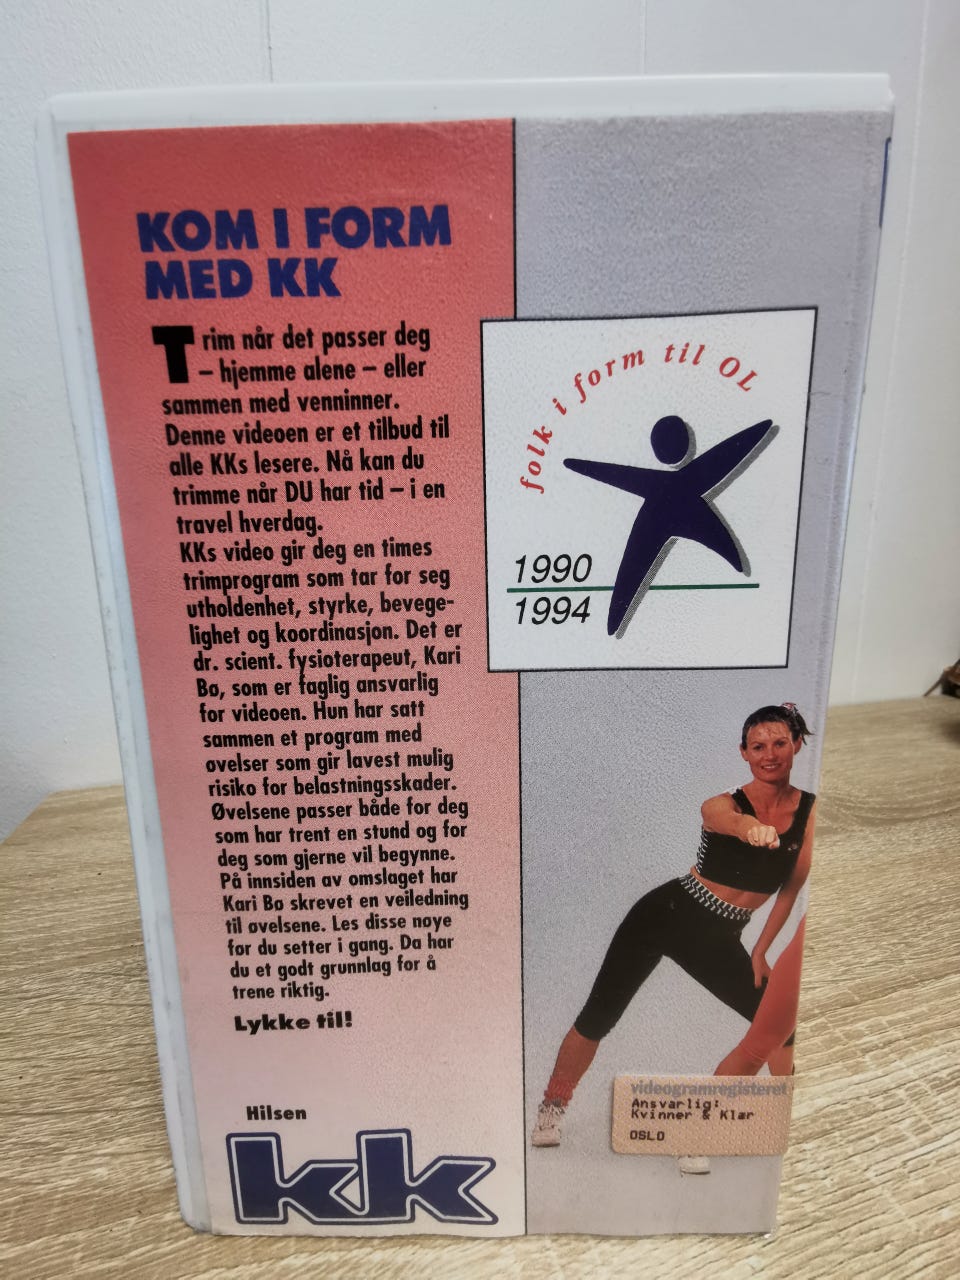 KOM I FORM
MED KK
Trim når det passer deg
– hjemme alene – eller
sammen med venninner.
Denne videoen er et tilbud til
alle KKs lesere. Nå kan du
trimme når DU har tid – i en
travel hverdag.
KKs video gir deg en times
trimprogram som tar for seg
utholdenhet, styrke, bevege-
lighet og koordinasjon. Det er
dr. scient. fysioterapeut, Kari
Bø, som er faglig ansvarlig
for videoen. Hun har satt
sammen et program med
øvelser som gir lavest mulig
risiko for belastningsskader.
Øvelsene passer både for deg
som har trent en stund og for
deg som gjerne vil begynne.
På innsiden av omslaget har
Kari Bø skrevet en veiledning
til øvelsene. Les disse nøye
før du setter i gang. Da har
du et godt grunnlag for å
trene riktig.
Lykke til!
Hilsen
kk
folk i form til OL
1990
1994
videogramregisteret
Ansvarlig:
Kvinner & Klær
OSLO